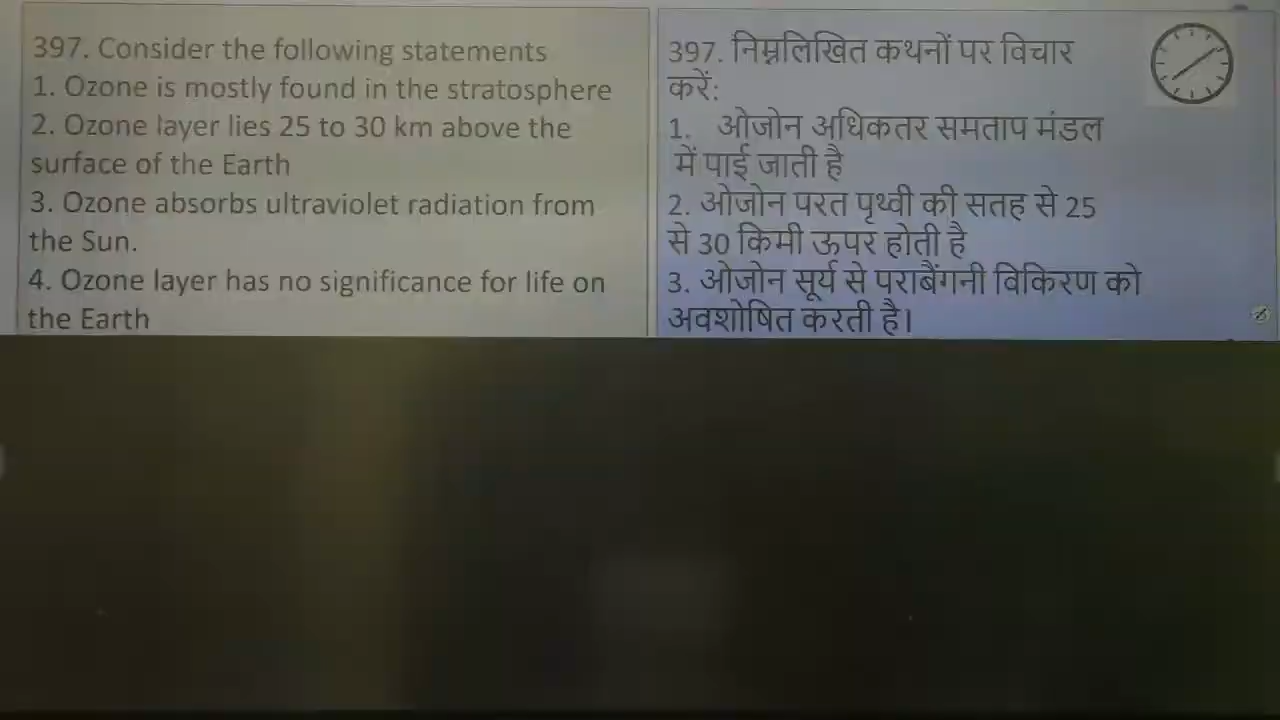 397. Consider the following statements
1. Ozone is mostly found in the stratosphere
2. Ozone layer lies 25 to 30 km above the
surface of the Earth
3. Ozone absorbs ultraviolet radiation from
the Sun.
4. Ozone layer has no significance for life on
the Earth
397. निम्नलिखित कथनों पर विचार
करें:
1. ओजोन अधिकतर समताप मंडल
में पाई जाती है
2. ओजोन परत पृथ्वी की सतह से 25
से 30 किमी ऊपर होती है
3. ओजोन सूर्य से पराबैंगनी विकिरण को
अवशोषित करती है।